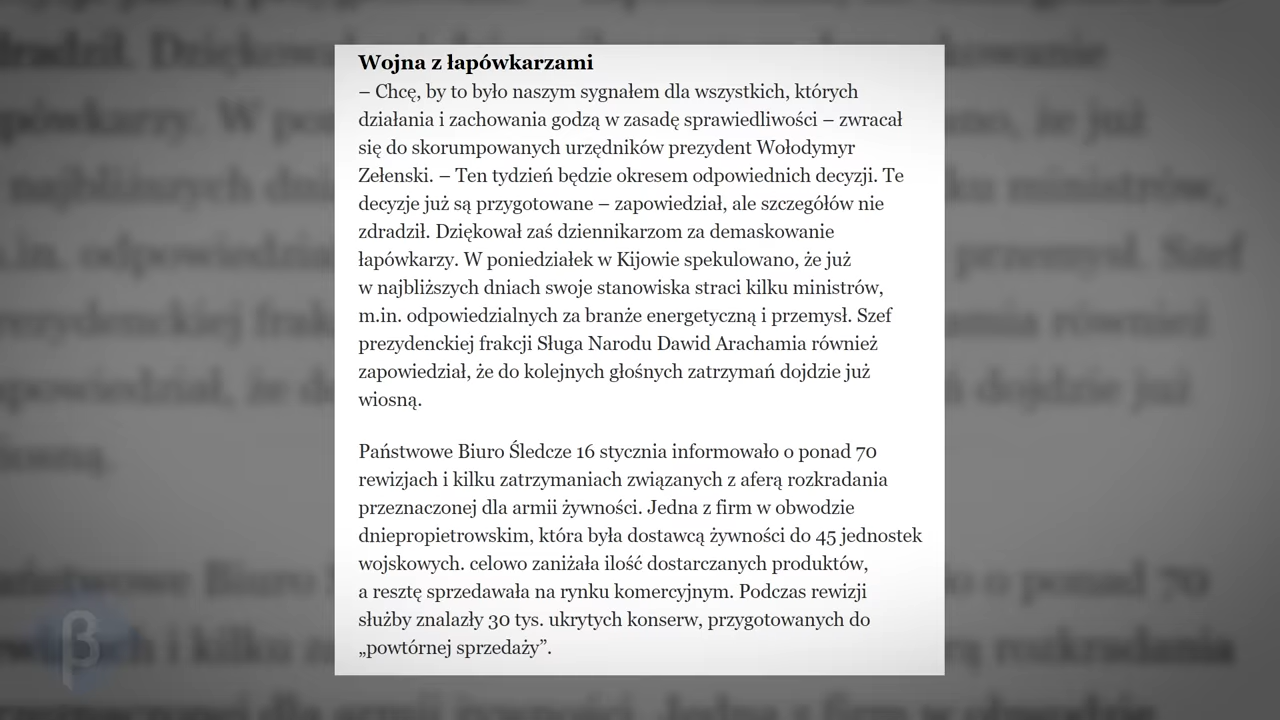 Wojna z łapówkarzami
– Chcę, by to było naszym sygnałem dla wszystkich, których
działania i zachowania godzą w zasadę sprawiedliwości – zwracał
się do skorumpowanych urzędników prezydent Wołodymyr
Zełenski. – Ten tydzień będzie okresem odpowiednich decyzji. Te
decyzje już są przygotowane – zapowiedział, ale szczegółów nie
zdradził. Dziękował zaś dziennikarzom za demaskowanie
łapówkarzy. W poniedziałek w Kijowie spekulowano, że już
w najbliższych dniach swoje stanowiska straci kilku ministrów,
m.in. odpowiedzialnych za branże energetyczną i przemysł. Szef
prezydenckiej frakcji Sługa Narodu Dawid Arachamia również
zapowiedział, że do kolejnych głośnych zatrzymań dojdzie już
wiosną.
Państwowe Biuro Śledcze 16 stycznia informowało o ponad 70
rewizjach i kilku zatrzymaniach związanych z aferą rozkradania
przeznaczonej dla armii żywności. Jedna z firm w obwodzie
dniepropietrowskim, która była dostawcą żywności do 45 jednostek
wojskowych. celowo zaniżała ilość dostarczanych produktów,
a resztę sprzedawała na rynku komercyjnym. Podczas rewizji
służby znalazły 30 tys. ukrytych konserw, przygotowanych do
„powtórnej sprzedaży”.
β